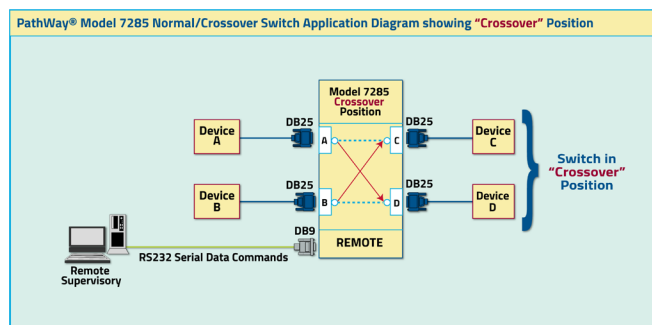 PathWay® Model 7285 Normal/Crossover Switch Application Diagram showing “Crossover” Position
Model 7285
Crossover
Position
DB25
DB25
Device
A
A
C
Device
C
Switch in
“Crossover”
Position
DB25
DB25
Device
B
B
D
Device
D
DB9
REMOTE
RS232 Serial Data Commands
Remote
Supervisory